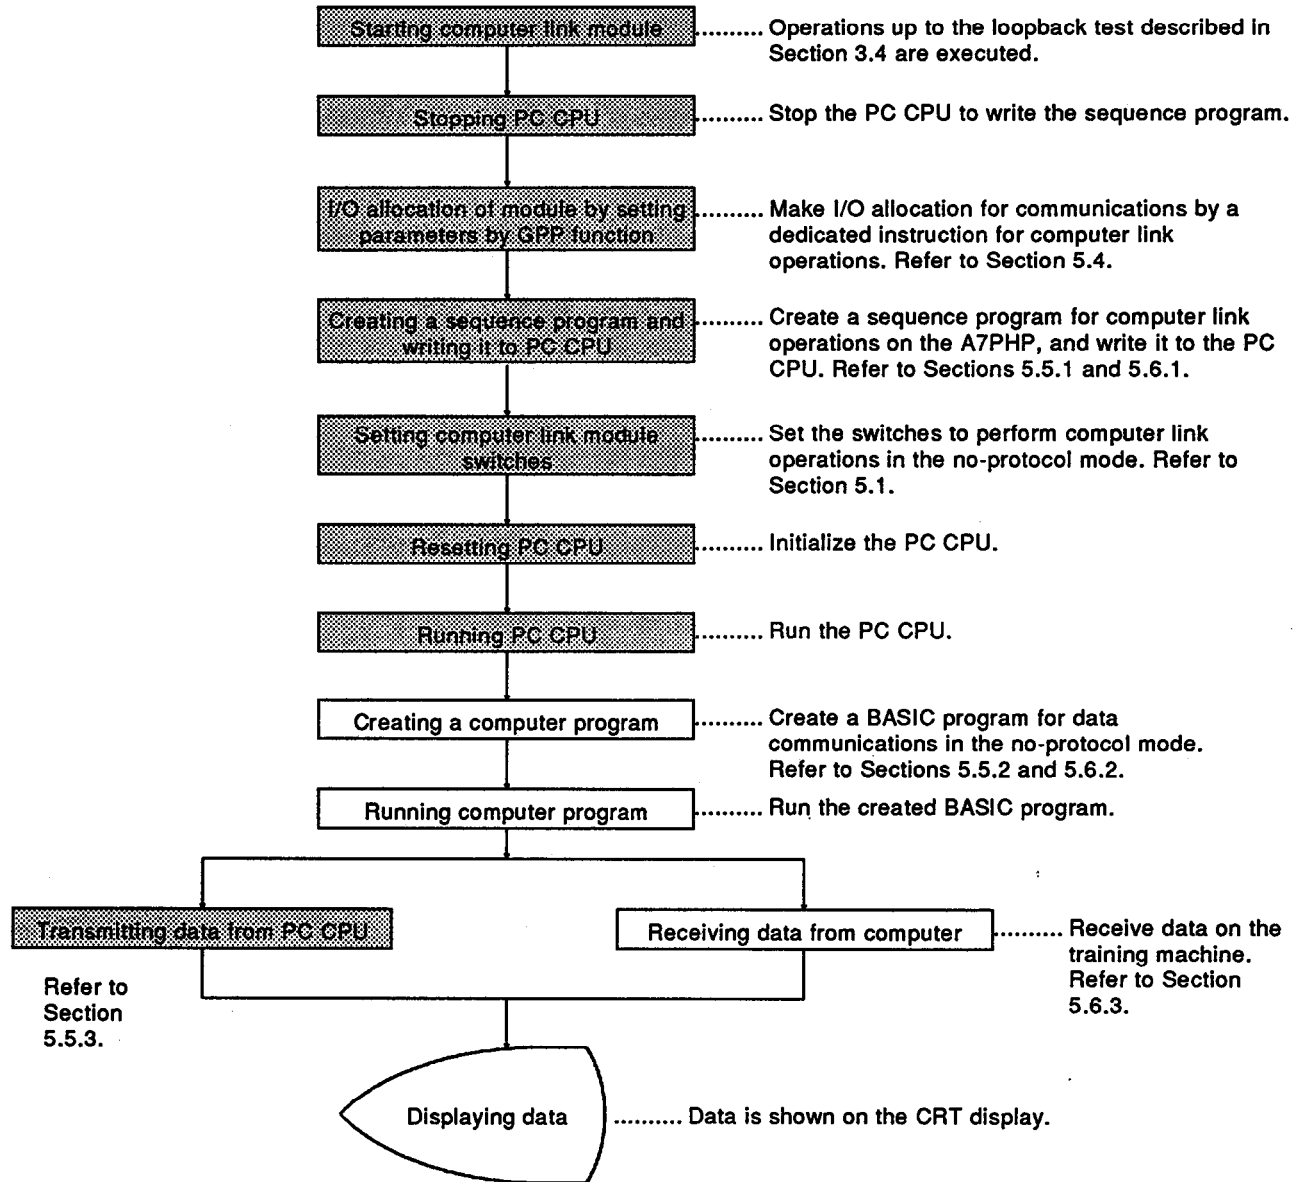 Starting computer link module .......... Operations up to the loopback test described in
Section 3.4 are executed.
Stopping PC CPU .......... Stop the PC CPU to write the sequence program.
I/O allocation of module by setting
parameters by GPP function
.......... Make I/O allocation for communications by a
dedicated instruction for computer link
operations. Refer to Section 5.4.
Creating a sequence program and
writing it to PC CPU
.......... Create a sequence program for computer link
operations on the A7PHP, and write it to the PC
CPU. Refer to Sections 5.5.1 and 5.6.1.
Setting computer link module
switches
.......... Set the switches to perform computer link
operations in the no-protocol mode. Refer to
Section 5.1.
Resetting PC CPU .......... Initialize the PC CPU.
Running PC CPU .......... Run the PC CPU.
Creating a computer program .......... Create a BASIC program for data
communications in the no-protocol mode.
Refer to Sections 5.5.2 and 5.6.2.
Running computer program .......... Run the created BASIC program.
Transmitting data from PC CPU
Refer to
Section
5.5.3.
Receiving data from computer .......... Receive data on the
training machine.
Refer to Section
5.6.3.
Displaying data .......... Data is shown on the CRT display.